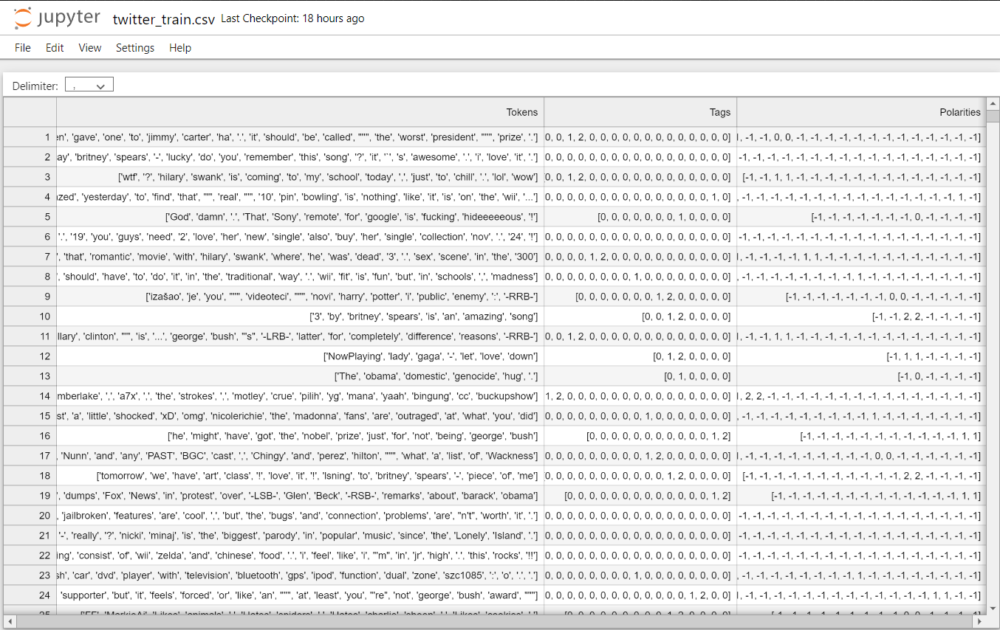 jupyter twitter_train.csv Last Checkpoint: 18 hours ago
File Edit View Settings Help
Delimiter: ,
Tokens Tags Polarities
1 en', 'gave', 'one', 'to', 'jimmy', 'carter', 'ha', '.', 'it', 'should', 'be', 'called', '"""', 'the', 'worst', 'president', '"""', 'prize', '.'] 0, 0, 1, 2, 0, 0, 0, 0, 0, 0, 0, 0, 0, 0, 0, 0, 0] l, -1, -1, 0, 0, -1, -1, -1, -1, -1, -1, -1, -1, -1, -1, -1, -1, -1]
2 ay', 'britney', 'spears', '-', 'lucky', 'do', 'you', 'remember', 'this', 'song', '?', 'it', '`', 's', 'awesome', '.', 'i', 'love', 'it', '.'] 0, 0, 0, 0, 0, 0, 0, 0, 0, 0, 0, 0, 0, 0, 0, 0, 0] -1, -1, -1, -1, -1, -1, -1, -1, -1, -1, -1, -1, -1, -1, -1, -1, -1]
3 ['wtf', '?', 'hilary', 'swank', 'is', 'coming', 'to', 'my', 'school', 'today', ',', 'just', 'to', 'chill', '.', 'lol', 'wow'] 0, 0, 1, 2, 0, 0, 0, 0, 0, 0, 0, 0, 0, 0, 0, 0, 0] [-1, -1, 1, 1, -1, -1, -1, -1, -1, -1, -1, -1, -1, -1, -1, -1, -1]
4 zed', 'yesterday', 'to', 'find', 'that', '"""', 'real', '"""', '10', 'pin', 'bowling', 'is', 'nothing', 'like', 'it', 'is', 'on', 'the', 'wii', '...'] 0, 0, 0, 0, 0, 0, 0, 0, 0, 0, 0, 0, 0, 0, 0, 1, 0] , -1, -1, -1, -1, -1, -1, -1, -1, -1, -1, -1, -1, -1, -1, -1, 1, -1]
5 ['God', 'damn', '.', 'That', 'Sony', 'remote', 'for', 'google', 'is', 'fucking', 'hideeeeeous', '!'] [0, 0, 0, 0, 0, 0, 0, 1, 0, 0, 0, 0] [-1, -1, -1, -1, -1, -1, -1, 0, -1, -1, -1, -1]
6 '.', '19', 'you', 'guys', 'need', '2', 'love', 'her', 'new', 'single', 'also', 'buy', 'her', 'single', 'collection', 'nov', '.', '24', '!'] 0, 0, 0, 0, 0, 0, 0, 0, 0, 0, 0, 0, 0, 0, 0, 0, 0] -1, -1, -1, -1, -1, -1, -1, -1, -1, -1, -1, -1, -1, -1, -1, -1, -1]
7 ', 'that', 'romantic', 'movie', 'with', 'hilary', 'swank', 'where', 'he', 'was', 'dead', '3', '.', 'sex', 'scene', 'in', 'the', '300'] 0, 0, 0, 0, 1, 2, 0, 0, 0, 0, 0, 0, 0, 0, 0, 0, 0] l, -1, -1, -1, -1, 1, 1, -1, -1, -1, -1, -1, -1, -1, -1, -1, -1, -1]
8 , 'should', 'have', 'to', 'do', 'it', 'in', 'the', 'traditional', 'way', '.', 'wii', 'fit', 'is', 'fun', 'but', 'in', 'schools', ',', 'madness'] 0, 0, 0, 0, 0, 0, 0, 0, 1, 0, 0, 0, 0, 0, 0, 0, 0] , -1, -1, -1, -1, -1, -1, -1, -1, 1, -1, -1, -1, -1, -1, -1, -1, -1]
9 ['izašao', 'je', 'you', '"""', 'videoteci', '"""', 'novi', 'harry', 'potter', 'i', 'public', 'enemy', ':', '-RRB-'] [0, 0, 0, 0, 0, 0, 0, 1, 2, 0, 0, 0, 0, 0] [-1, -1, -1, -1, -1, -1, -1, 0, 0, -1, -1, -1, -1, -1]
10 ['3', 'by', 'britney', 'spears', 'is', 'an', 'amazing', 'song'] [0, 0, 1, 2, 0, 0, 0, 0] [-1, -1, 2, 2, -1, -1, -1, -1]
11 llary', 'clinton', '"""', 'is', '...', 'george', 'bush', "'s", '-LRB-', 'latter', 'for', 'completely', 'difference', 'reasons', '-RRB-'] 0, 0, 1, 2, 0, 0, 0, 0, 0, 0, 0, 0, 0, 0, 0, 0, 0] l, -1, -1, 1, 1, -1, -1, -1, -1, -1, -1, -1, -1, -1, -1, -1, -1, -1]
12 ['NowPlaying', 'lady', 'gaga', '-', 'let', 'love', 'down'] [0, 1, 2, 0, 0, 0, 0] [-1, 1, 1, -1, -1, -1, -1]
13 ['The', 'obama', 'domestic', 'genocide', 'hug', '.'] [0, 1, 0, 0, 0, 0] [-1, 0, -1, -1, -1, -1]
14 mberlake', ',', 'a7x', ',', 'the', 'strokes', ',', 'motley', 'crue', 'pilih', 'yg', 'mana', 'yaah', 'bingung', 'cc', 'buckupshow'] 1, 2, 0, 0, 0, 0, 0, 0, 0, 0, 0, 0, 0, 0, 0, 0, 0] l, 2, 2, -1, -1, -1, -1, -1, -1, -1, -1, -1, -1, -1, -1, -1, -1, -1]
15 st', 'a', 'little', 'shocked', 'xD', 'omg', 'nicolerichie', 'the', 'madonna', 'fans', 'are', 'outraged', 'at', 'what', 'you', 'did'] 0, 0, 0, 0, 0, 0, 0, 0, 0, 1, 0, 0, 0, 0, 0, 0, 0] , -1, -1, -1, -1, -1, -1, -1, -1, -1, 1, -1, -1, -1, -1, -1, -1, -1]
16 ['he', 'might', 'have', 'got', 'the', 'nobel', 'prize', 'just', 'for', 'not', 'being', 'george', 'bush'] [0, 0, 0, 0, 0, 0, 0, 0, 0, 0, 0, 1, 2] [-1, -1, -1, -1, -1, -1, -1, -1, -1, -1, -1, 1, 1]
17 , 'Nunn', 'and', 'any', 'PAST', 'BGC', 'cast', '.', 'Chingy', 'and', 'perez', 'hilton', '"""', 'what', 'a', 'list', 'of', 'Wackness'] 0, 0, 0, 0, 0, 0, 0, 0, 0, 1, 2, 0, 0, 0, 0, 0, 0] l, -1, -1, -1, -1, -1, -1, -1, -1, -1, 0, 0, -1, -1, -1, -1, -1, -1]
18 ['tomorrow', 'we', 'have', 'art', 'class', '!', 'love', 'it', '!', 'lsning', 'to', 'britney', 'spears', '-', 'piece', 'of', 'me'] 0, 0, 0, 0, 0, 0, 0, 0, 0, 0, 0, 1, 2, 0, 0, 0, 0] [-1, -1, -1, -1, -1, -1, -1, -1, -1, -1, -1, 2, 2, -1, -1, -1, -1]
19 ', 'dumps', 'Fox', 'News', 'in', 'protest', 'over', '-LSB-', 'Glen', 'Beck', '-RSB-', 'remarks', 'about', 'barack', 'obama'] [0, 0, 0, 0, 0, 0, 0, 0, 0, 0, 0, 0, 0, 1, 2] [-1, -1, -1, -1, -1, -1, -1, -1, -1, -1, -1, -1, -1, 1, 1]
20 , 'jailbroken', 'features', 'are', 'cool', ',', 'but', 'the', 'bugs', 'and', 'connection', 'problems', 'are', "n't", 'worth', 'it', '.'] 0, 0, 0, 0, 0, 0, 0, 0, 0, 0, 0, 0, 0, 0, 0, 0, 0] -1, -1, -1, -1, -1, -1, -1, -1, -1, -1, -1, -1, -1, -1, -1, -1, -1]
21 '-', 'really', '?', 'nicki', 'minaj', 'is', 'the', 'biggest', 'parody', 'in', 'popular', 'music', 'since', 'the', 'Lonely', 'Island', '.'] 0, 0, 0, 0, 0, 0, 0, 0, 0, 0, 0, 0, 0, 0, 0, 0, 0] -1, -1, -1, -1, -1, -1, -1, -1, -1, -1, -1, -1, -1, -1, -1, -1, -1]
22 ing', 'consist', 'of', 'wii', 'zelda', 'and', 'chinese', 'food', '.', 'i', 'feel', 'like', 'i', "'m", 'in', 'jr', 'high', '.', 'this', 'rocks', '!!'] 0, 0, 0, 0, 0, 0, 0, 0, 0, 0, 0, 0, 0, 0, 0, 0, 0] -1, -1, -1, -1, -1, -1, -1, -1, -1, -1, -1, -1, -1, -1, -1, -1, -1]
23 sh', 'car', 'dvd', 'player', 'with', 'television', 'bluetooth', 'gps', 'ipod', 'function', 'dual', 'zone', 'szc1085', ':', 'o', '.', '.'] 0, 0, 0, 0, 0, 0, 0, 0, 1, 0, 0, 0, 0, 0, 0, 0, 0] , -1, -1, -1, -1, -1, -1, -1, -1, 1, -1, -1, -1, -1, -1, -1, -1, -1]
24 'supporter', 'but', 'it', 'feels', 'forced', 'or', 'like', 'an', '"""', 'at', 'least', 'you', "'re", 'not', 'george', 'bush', 'award', '"""'] 0, 0, 0, 0, 0, 0, 0, 0, 0, 0, 0, 0, 0, 1, 2, 0, 0] l, -1, -1, -1, -1, -1, -1, -1, -1, -1, -1, -1, -1, -1, 1, 1, -1, -1]